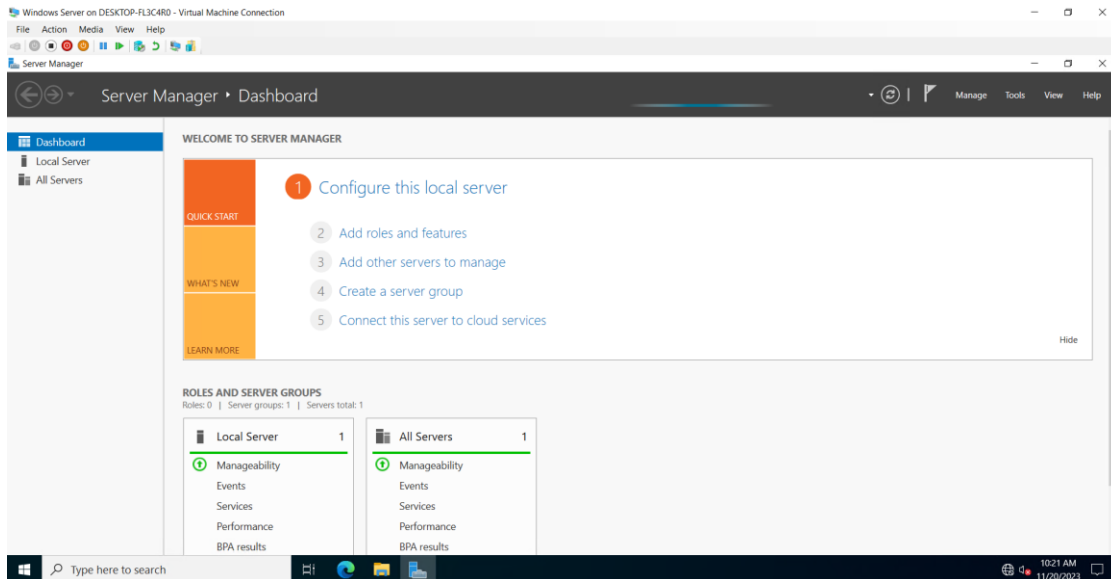 Windows Server on DESKTOP-FL3C4R0 - Virtual Machine Connection
File Action Media View Help
Server Manager
Server Manager • Dashboard
Manage Tools View Help
Dashboard
Local Server
All Servers
WELCOME TO SERVER MANAGER
QUICK START
WHAT'S NEW
LEARN MORE
1 Configure this local server
2 Add roles and features
3 Add other servers to manage
4 Create a server group
5 Connect this server to cloud services
Hide
ROLES AND SERVER GROUPS
Roles: 0 | Server groups: 1 | Servers total: 1
Local Server 1
Manageability
Events
Services
Performance
BPA results
All Servers 1
Manageability
Events
Services
Performance
BPA results
Type here to search
10:21 AM
11/20/2023